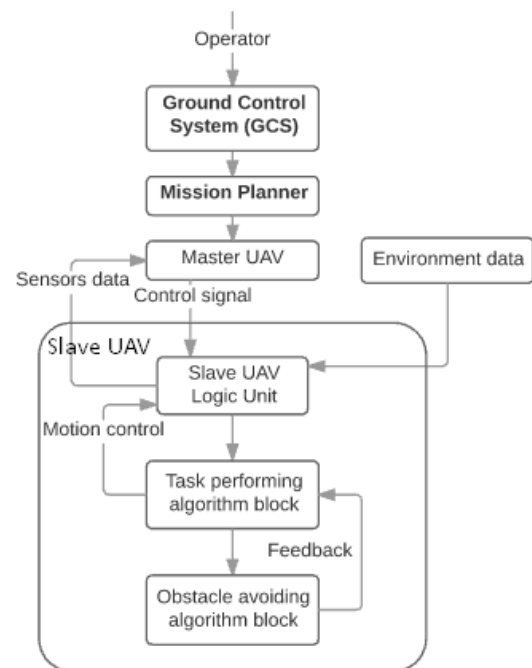 Operator
Ground Control
System (GCS)
Mission Planner
Master UAV
Environment data
Sensors data
Control signal
Slave UAV
Slave UAV
Logic Unit
Motion control
Task performing
algorithm block
Feedback
Obstacle avoiding
algorithm block